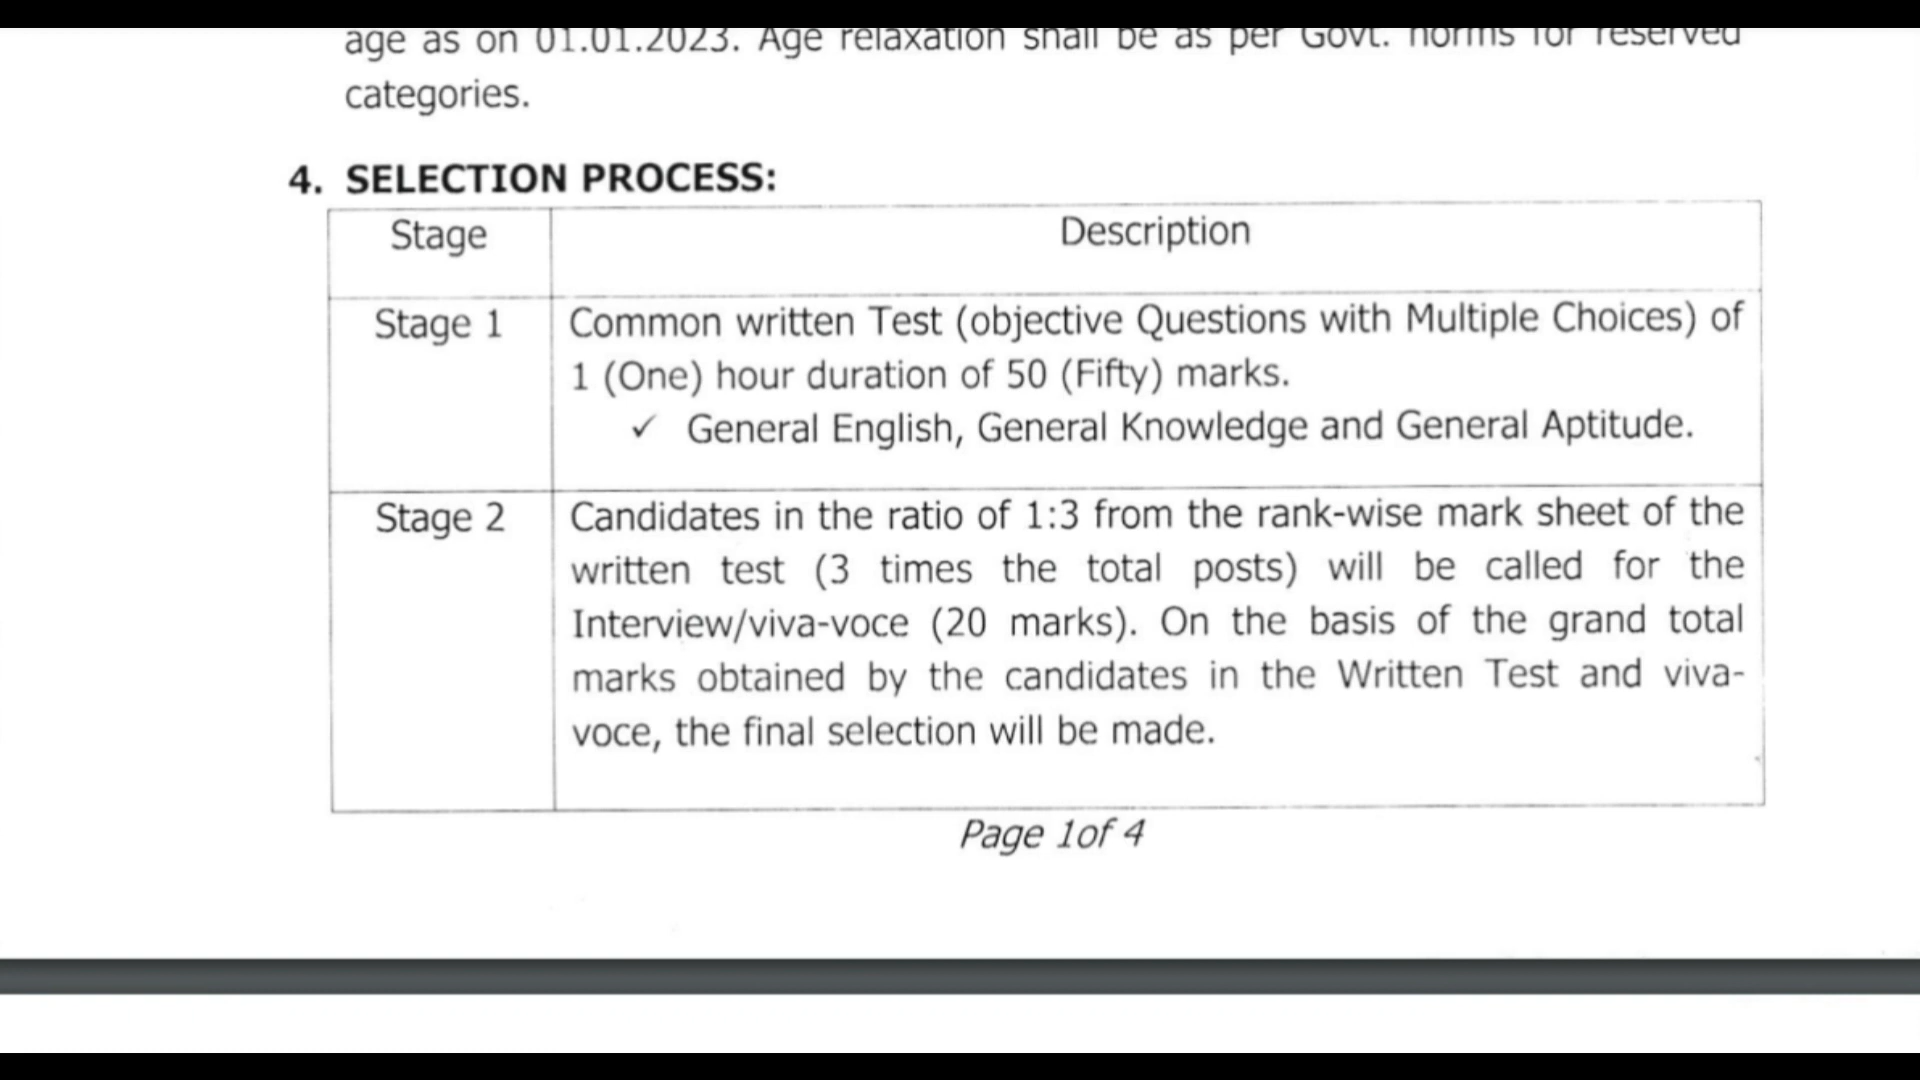 age as on 01.01.2023. Age relaxation shall be as per Govt. norms for reserved
categories.
4. SELECTION PROCESS:
Stage
Description
Stage 1
Common written Test (objective Questions with Multiple Choices) of
1 (One) hour duration of 50 (Fifty) marks.
✓ General English, General Knowledge and General Aptitude.
Stage 2
Candidates in the ratio of 1:3 from the rank-wise mark sheet of the
written test (3 times the total posts) will be called for the
Interview/viva-voce (20 marks). On the basis of the grand total
marks obtained by the candidates in the Written Test and viva-
voce, the final selection will be made.
Page 1of 4